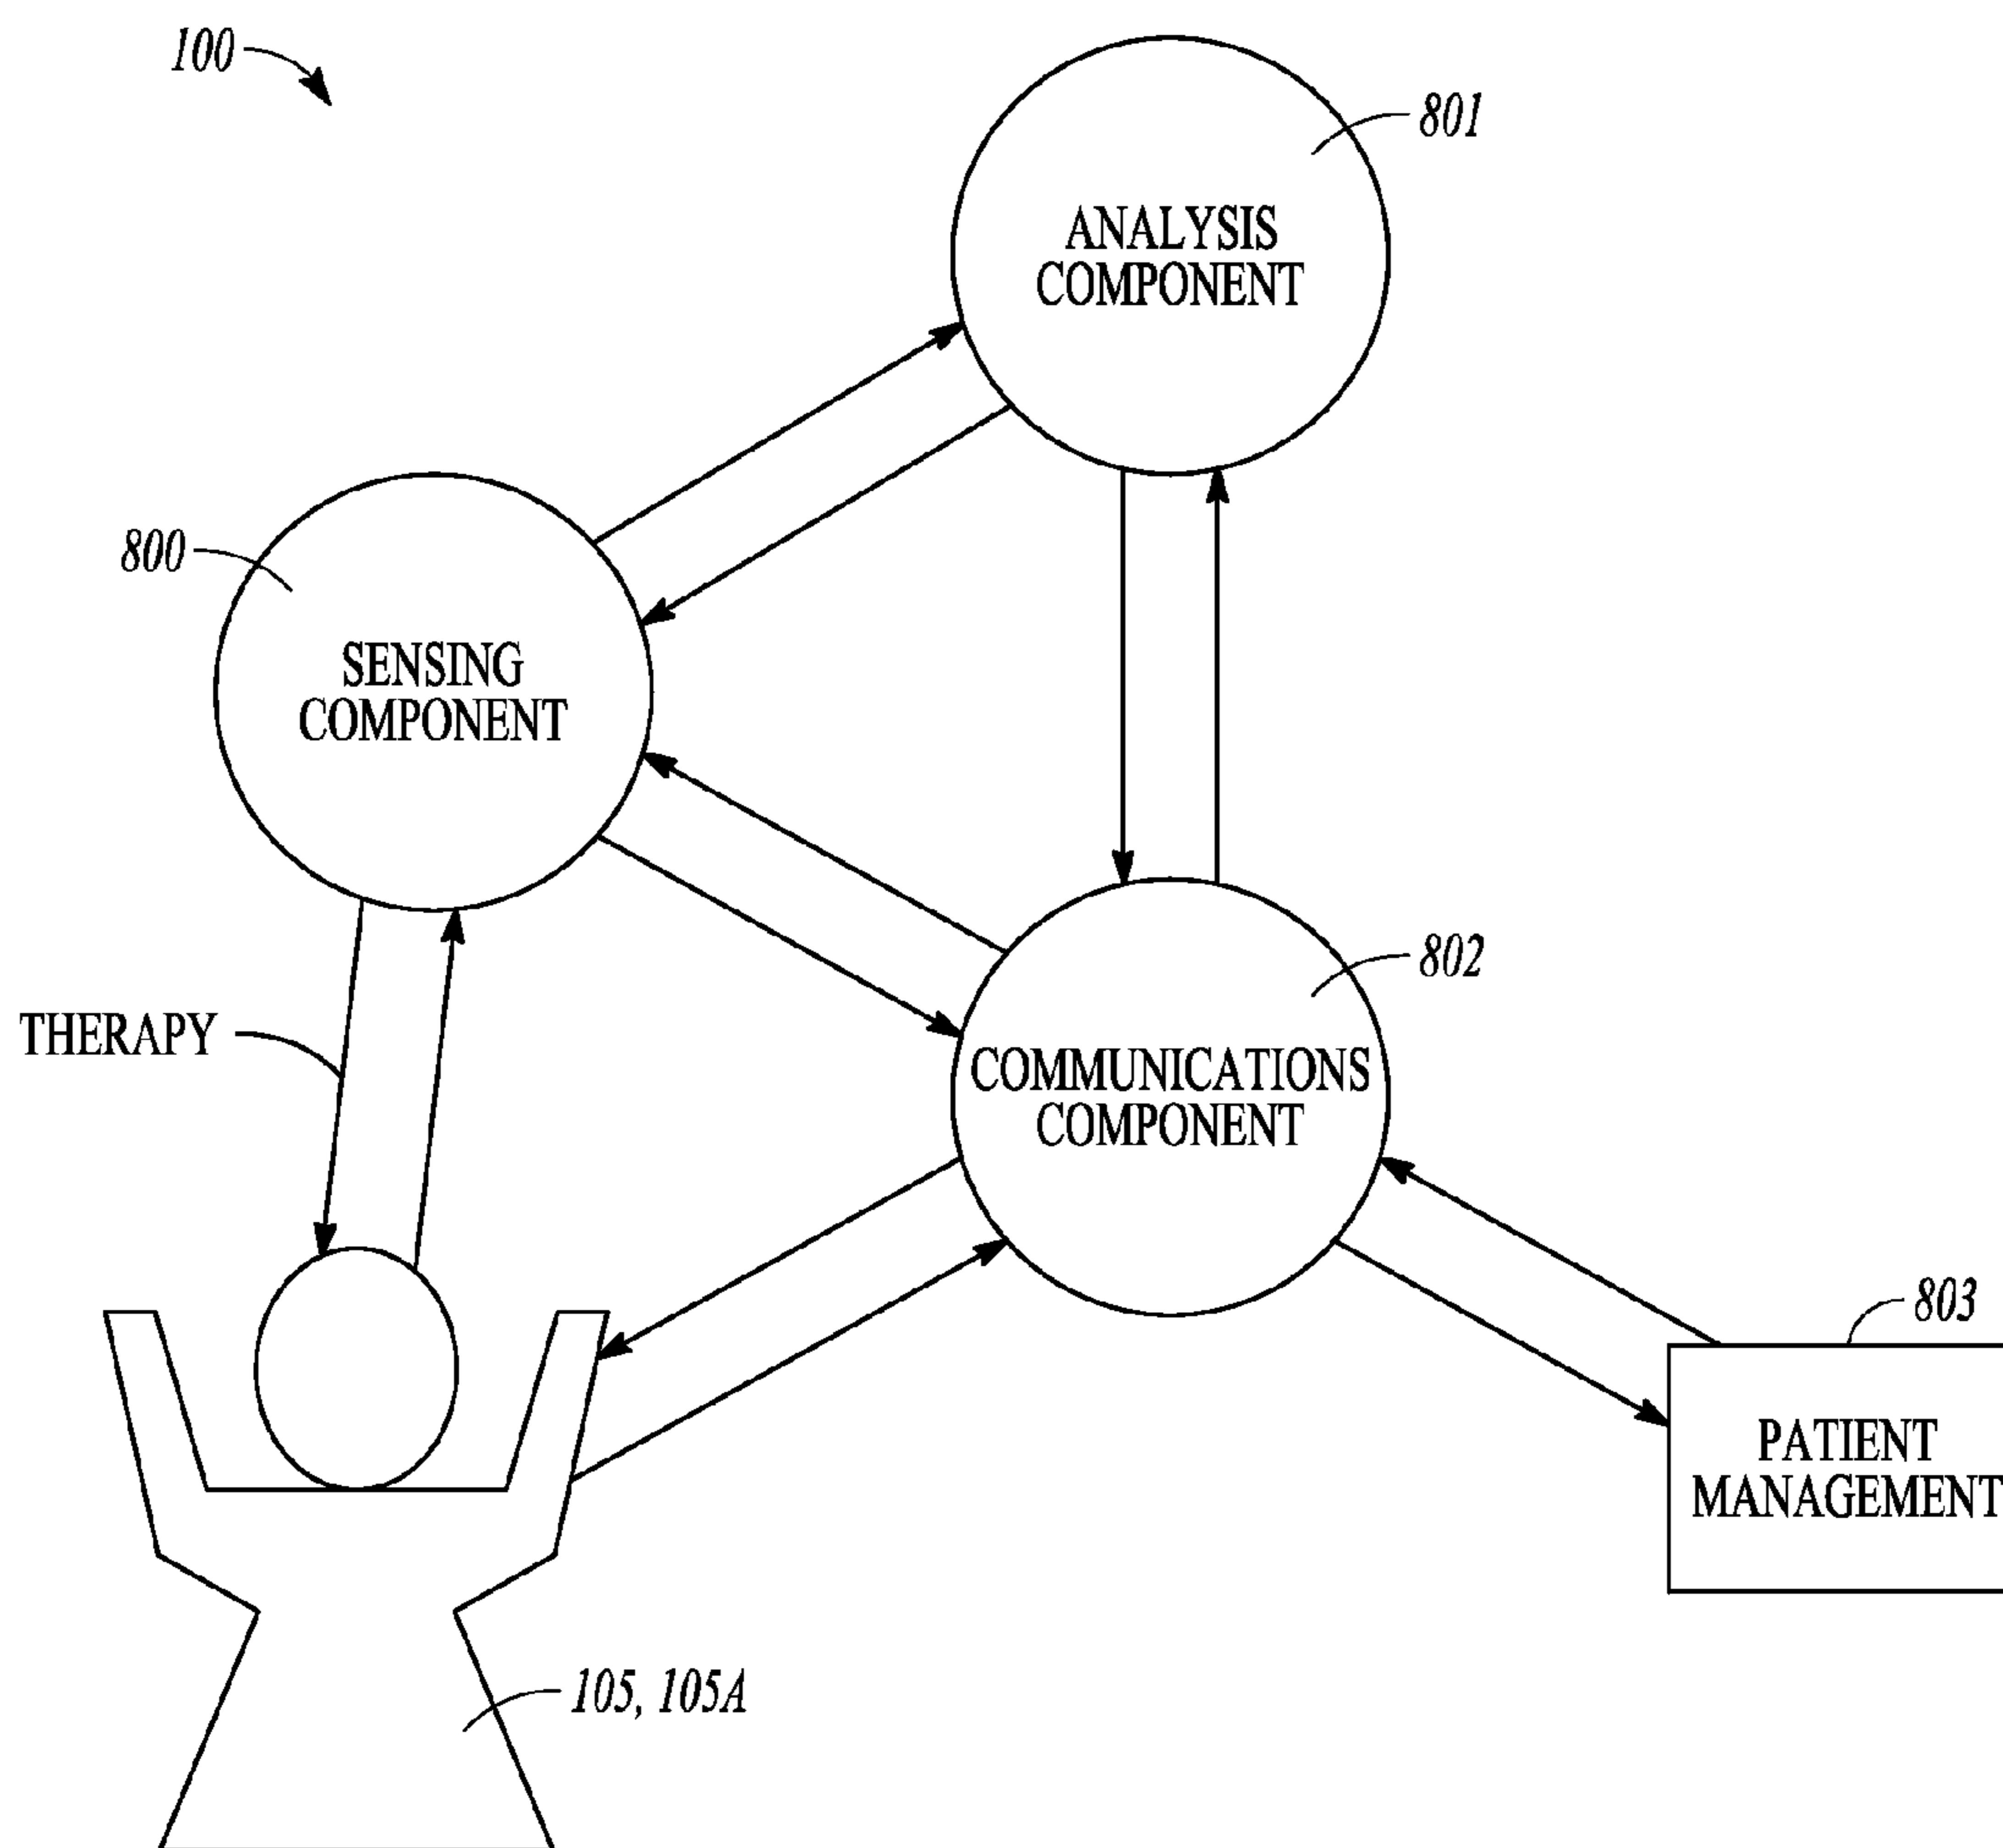 100
801
ANALYSIS
COMPONENT
800
SENSING
COMPONENT
802
THERAPY
COMMUNICATIONS
COMPONENT
803
PATIENT
MANAGEMENT
105, 105A